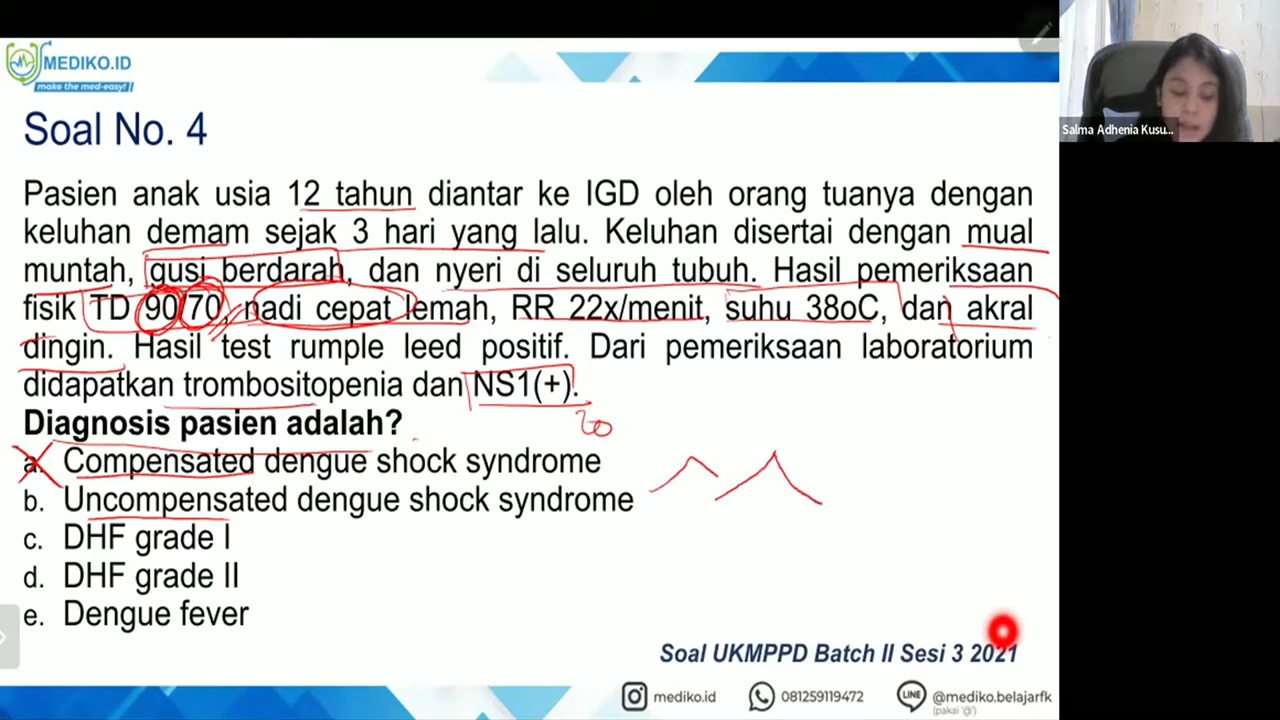 MEDIKO.ID
make the med-easy!
Salma Adhenia Kusu...
Soal No. 4
Pasien anak usia 12 tahun diantar ke IGD oleh orang tuanya dengan
keluhan demam sejak 3 hari yang lalu. Keluhan disertai dengan mual
muntah, gusi berdarah, dan nyeri di seluruh tubuh. Hasil pemeriksaan
fisik TD 90/70, nadi cepat lemah, RR 22x/menit, suhu 38oC, dan akral
dingin. Hasil test rumple leed positif. Dari pemeriksaan laboratorium
didapatkan trombositopenia dan NS1(+).
Diagnosis pasien adalah?
20
a. Compensated dengue shock syndrome
b. Uncompensated dengue shock syndrome
c. DHF grade I
d. DHF grade II
e. Dengue fever
Soal UKMPPD Batch II Sesi 3 2021
mediko.id
081259119472
LINE
@mediko.belajarfk
(pakai '@')